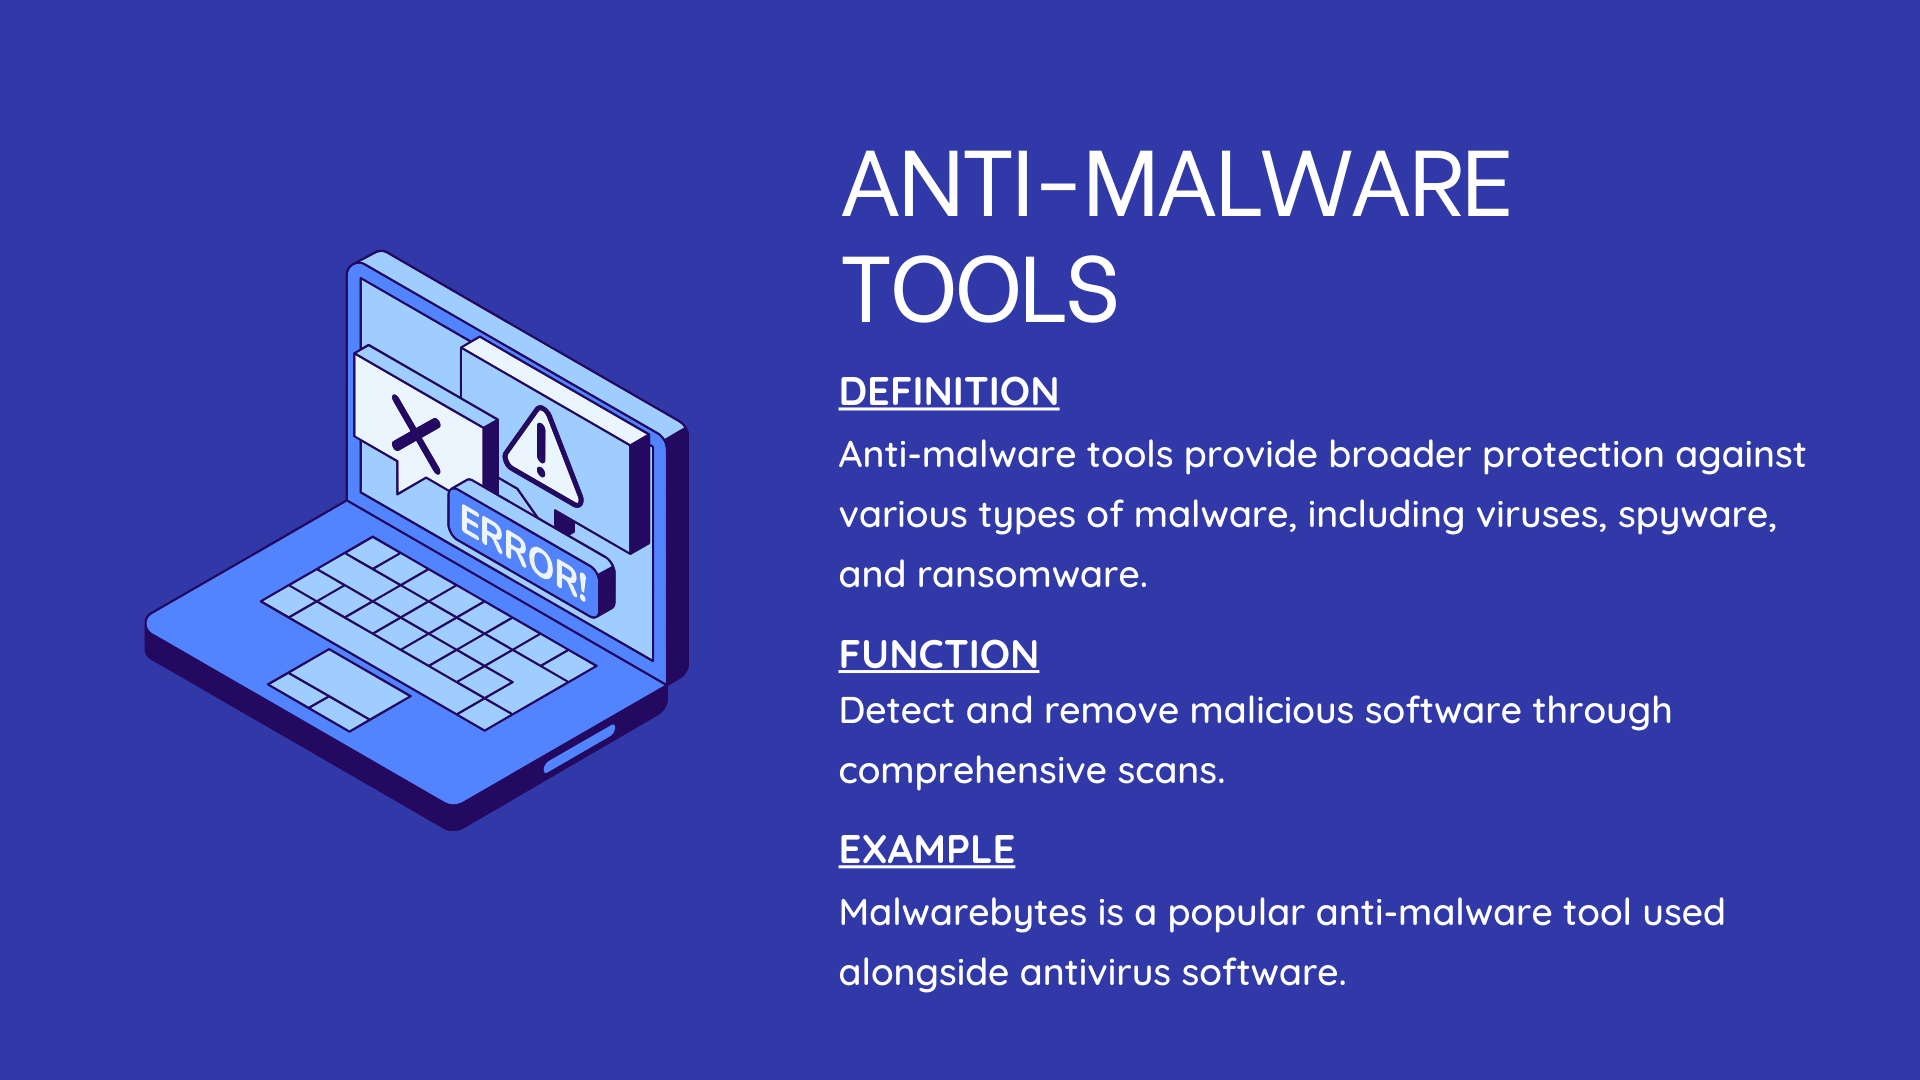 ANTI-MALWARE
TOOLS
DEFINITION
Anti-malware tools provide broader protection against
various types of malware, including viruses, spyware,
and ransomware.
FUNCTION
Detect and remove malicious software through
comprehensive scans.
EXAMPLE
Malwarebytes is a popular anti-malware tool used
alongside antivirus software.
ERROR!